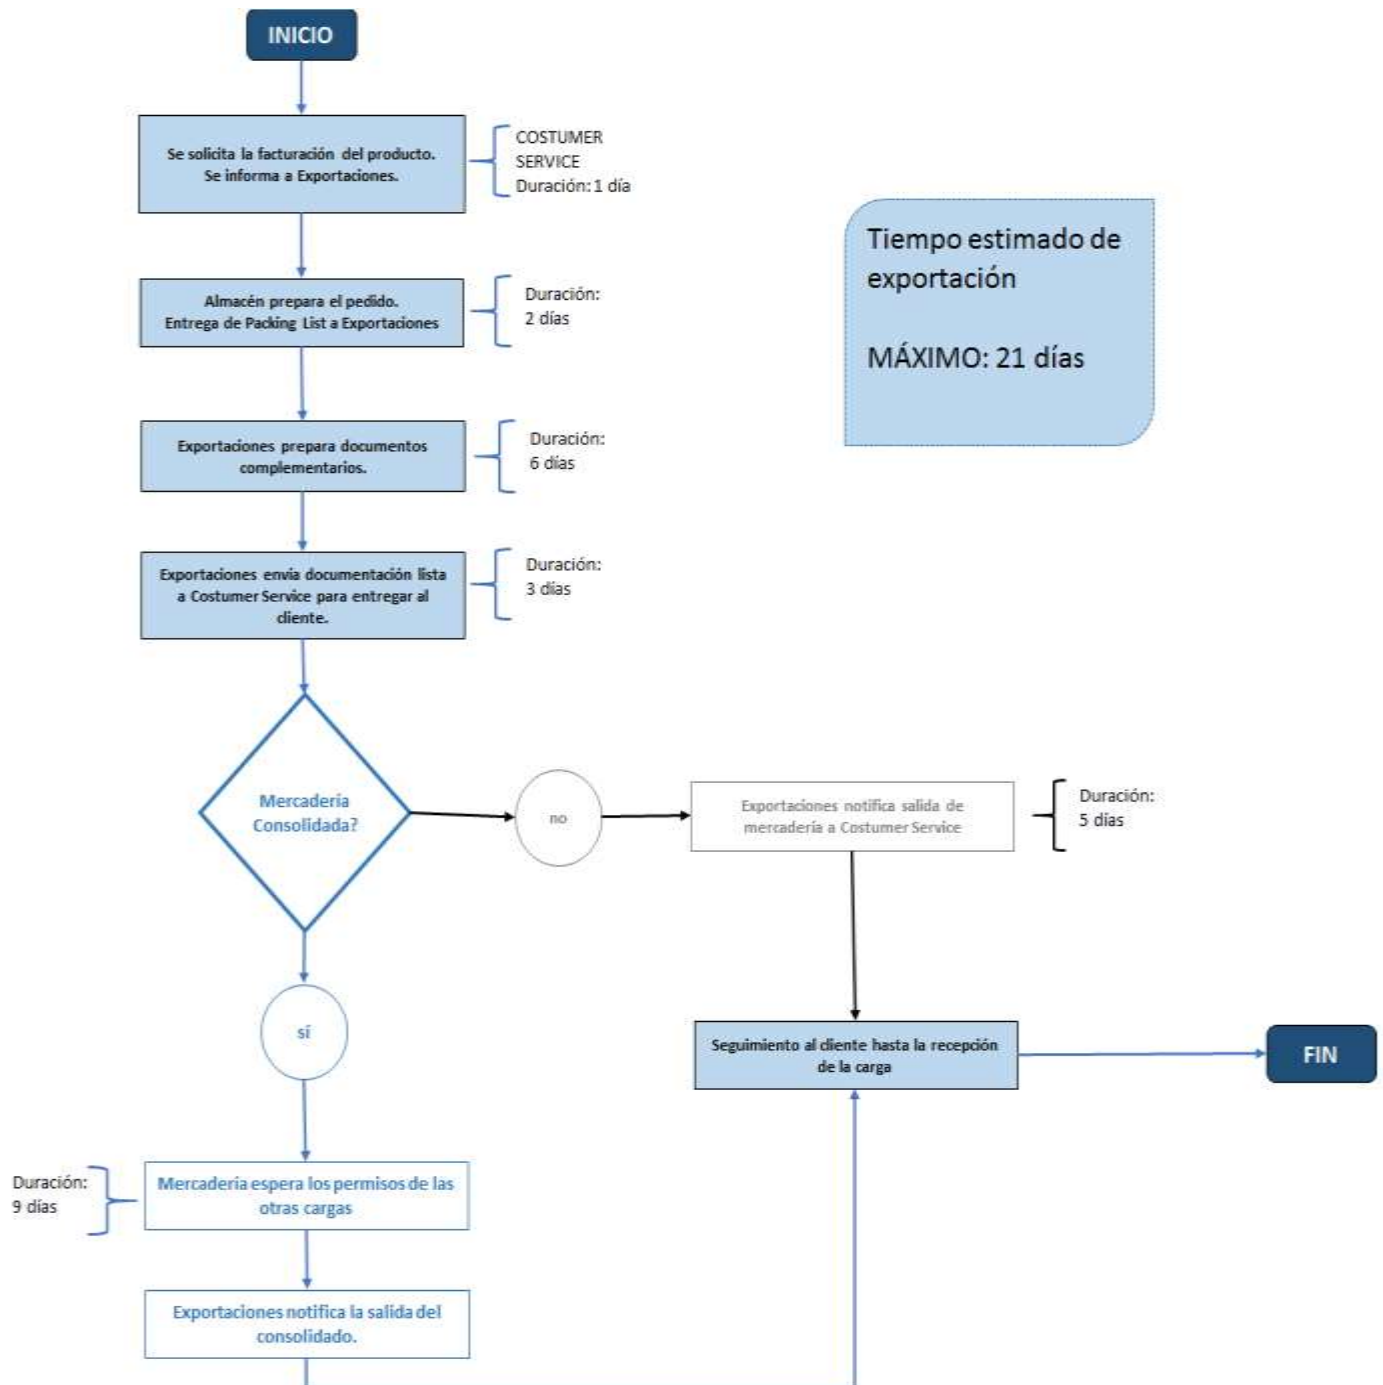 INICIO
Se solicita la facturación del producto.
Se informa a Exportaciones.
COSTUMER
SERVICE
Duración: 1 día
Tiempo estimado de
exportación
MÁXIMO: 21 días
Almacén prepara el pedido.
Entrega de Packing List a Exportaciones
Duración:
2 días
Exportaciones prepara documentos
complementarios.
Duración:
6 días
Exportaciones envia documentación lista
a Costumer Service para entregar al
cliente.
Duración:
3 días
Mercadería
Consolidada?
no
Exportaciones notifica salida de
mercadería a Costumer Service
Duración:
5 días
sí
Seguimiento al cliente hasta la recepción
de la carga
FIN
Duración:
9 días
Mercadería espera los permisos de las
otras cargas
Exportaciones notifica la salida del
consolidado.